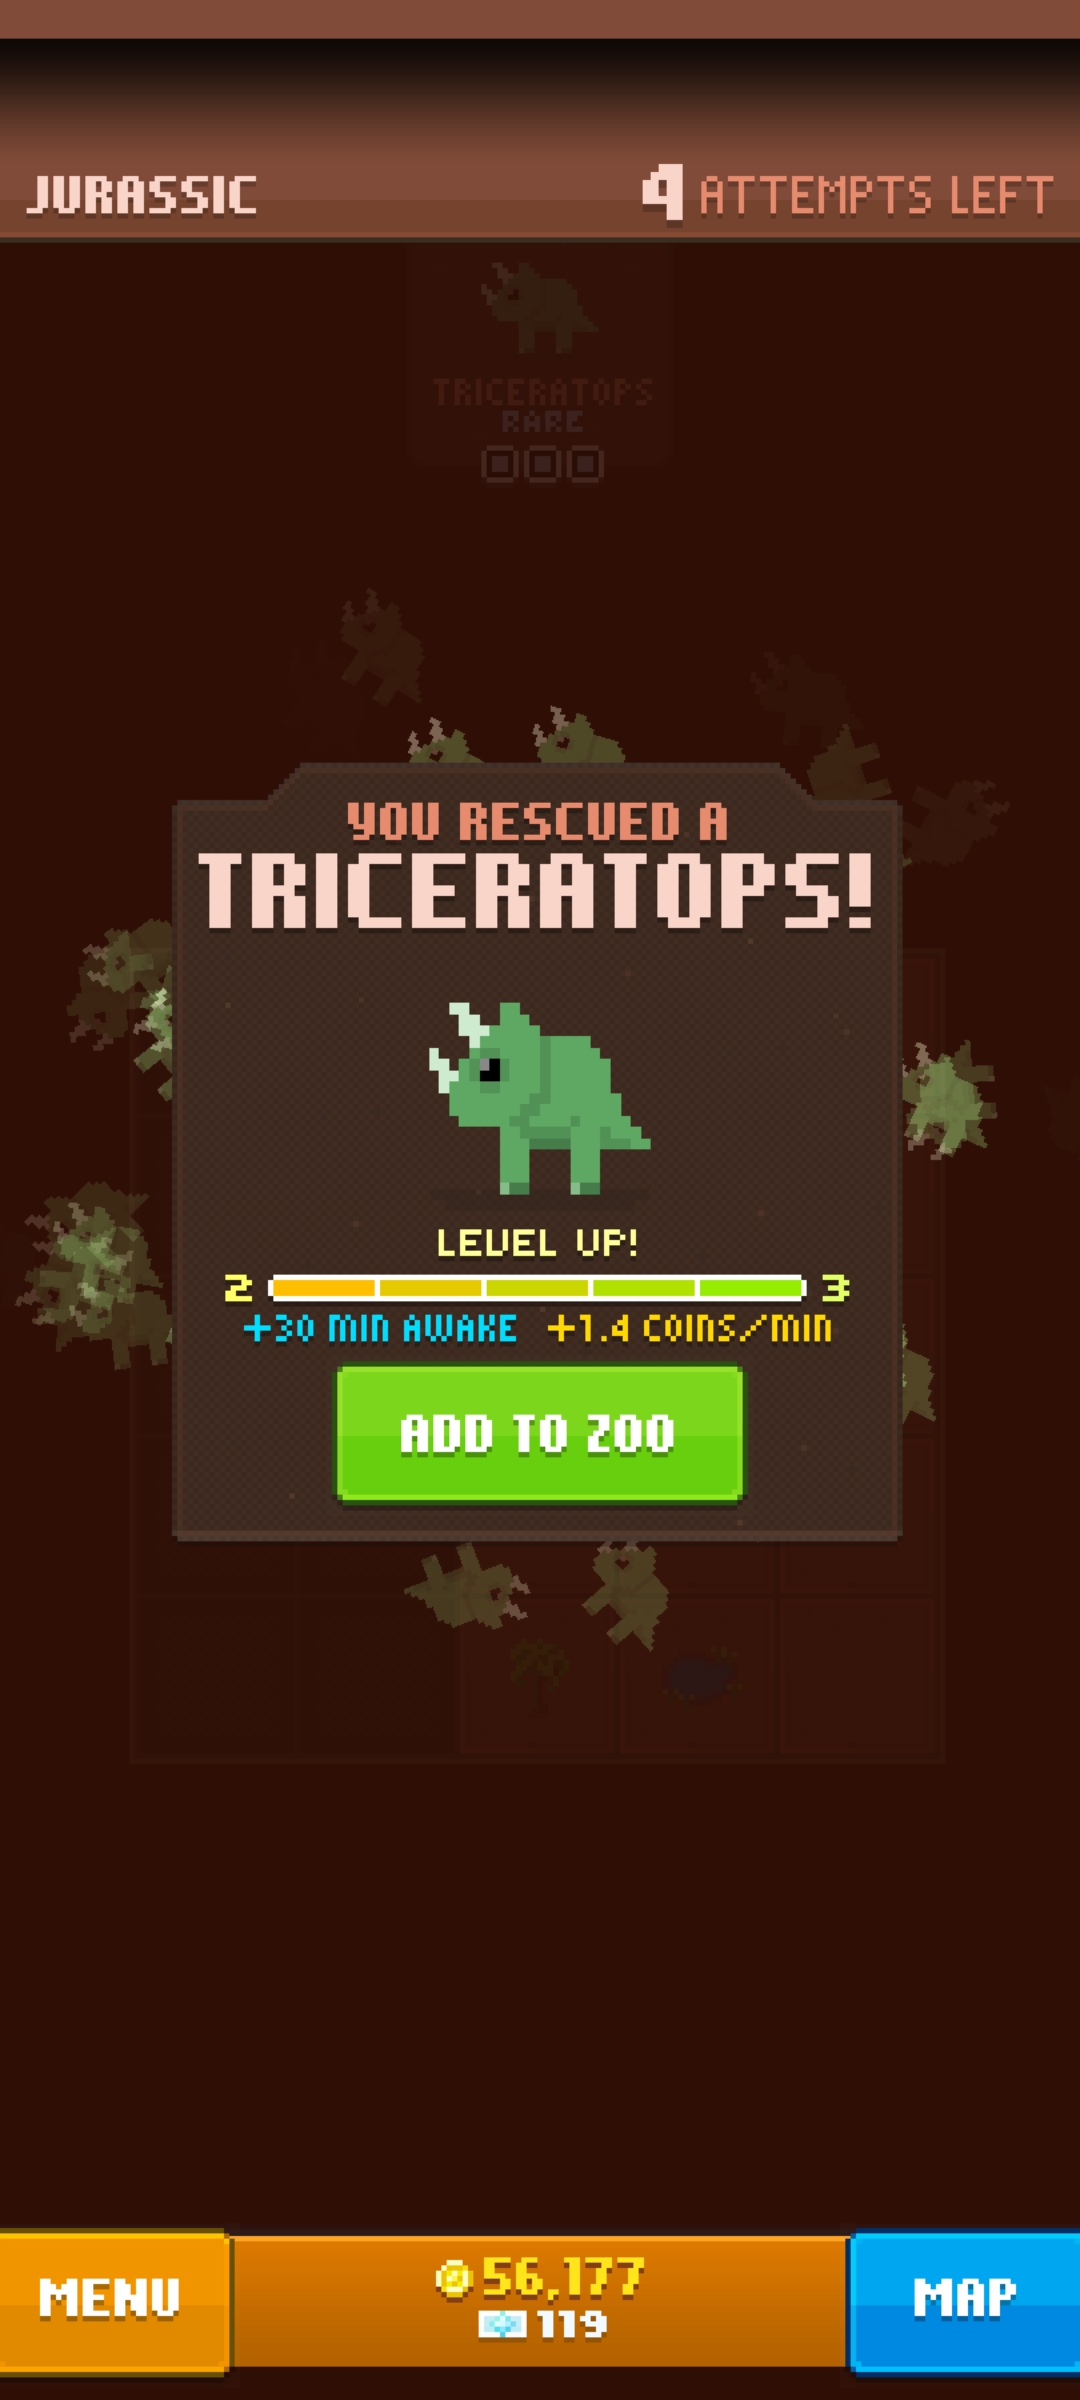 JURASSIC
4 ATTEMPTS LEFT
TRICERATOPS
RARE
YOU RESCUED A
TRICERATOPS!
LEVEL UP!
2 3
+30 MIN AWAKE +1.4 COINS/MIN
ADD TO ZOO
MENU
56,177
119
MAP